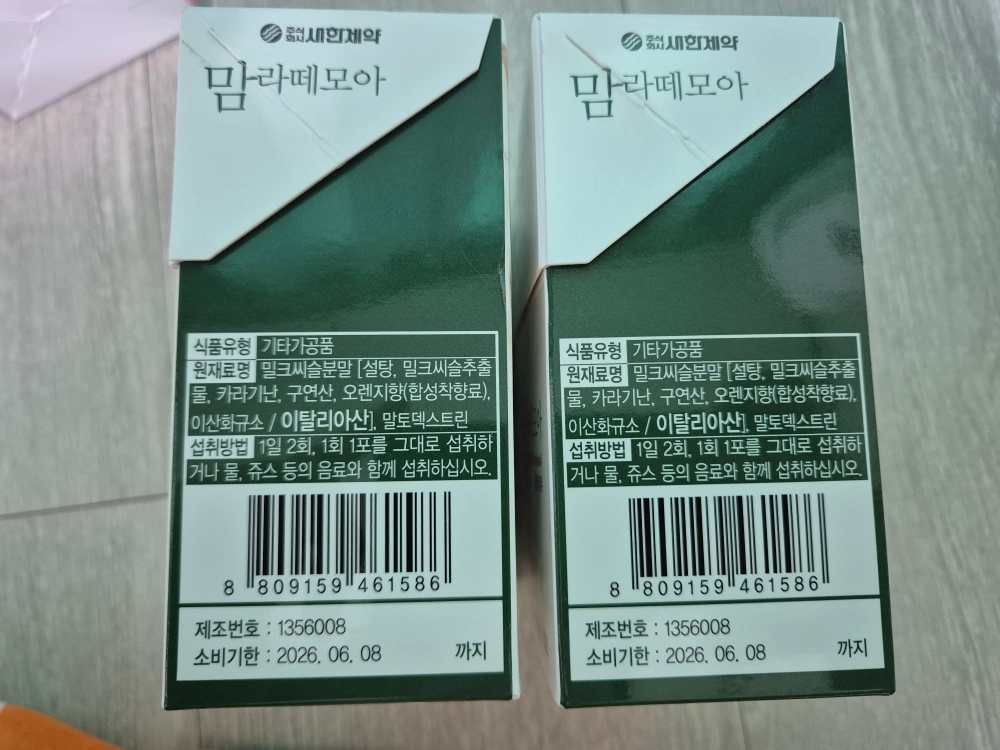 주식회사 새한제약
맘라떼모아
식품유형 기타가공품
원재료명 밀크씨슬분말 [설탕, 밀크씨슬추출
물, 카라기난, 구연산, 오렌지향(합성착향료),
이산화규소 / 이탈리아산], 말토덱스트린
섭취방법 1일 2회, 1회 1포를 그대로 섭취하
거나 물, 쥬스 등의 음료와 함께 섭취하십시오.
8 809159 461586
제조번호 : 1356008
소비기한 : 2026. 06. 08 까지
주식회사 새한제약
맘라떼모아
식품유형 기타가공품
원재료명 밀크씨슬분말 [설탕, 밀크씨슬추출
물, 카라기난, 구연산, 오렌지향(합성착향료),
이산화규소 / 이탈리아산], 말토덱스트린
섭취방법 1일 2회, 1회 1포를 그대로 섭취하
거나 물, 쥬스 등의 음료와 함께 섭취하십시오.
8 809159 461586
제조번호 : 1356008
소비기한 : 2026. 06. 08 까지